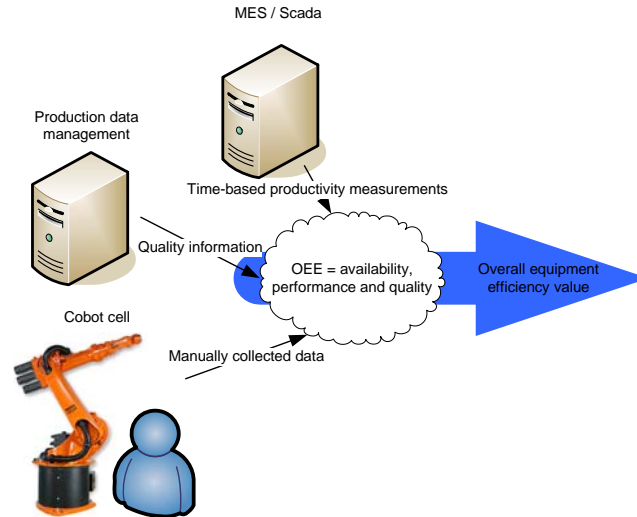 MES / Scada
Production data
management
Time-based productivity measurements
Quality information
OEE = availability,
performance and quality
Overall equipment
efficiency value
Cobot cell
Manually collected data